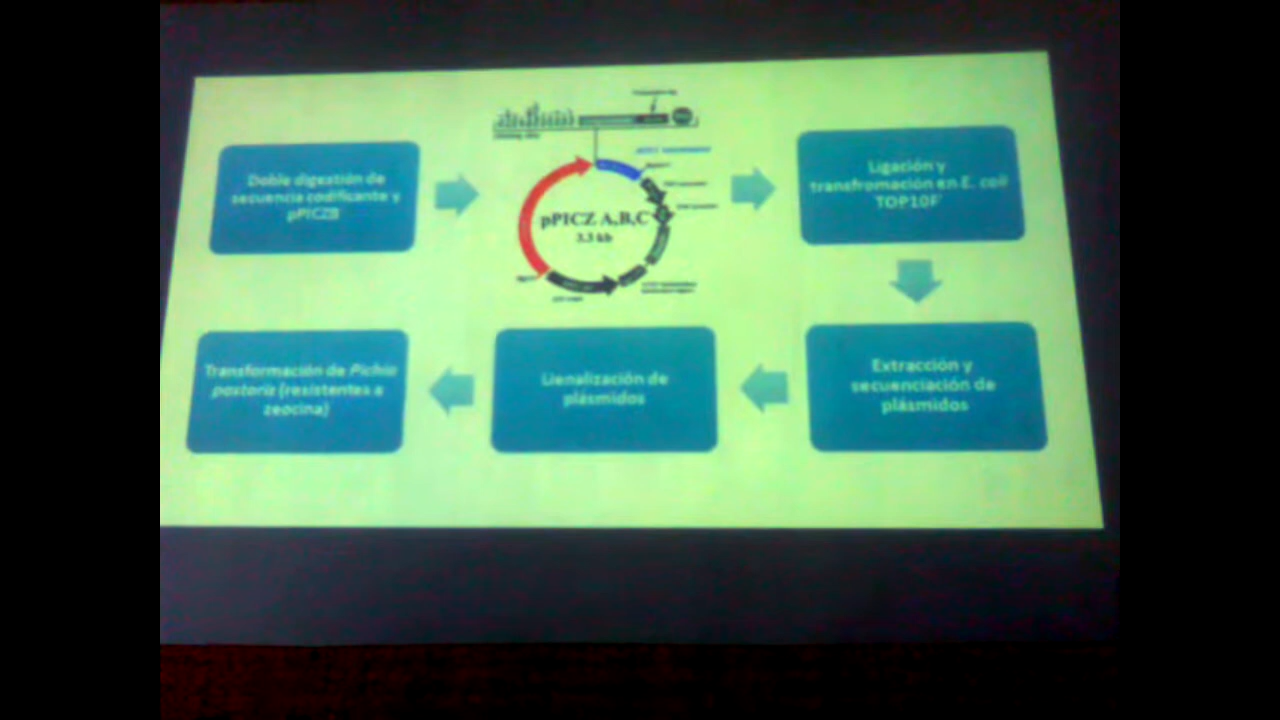 Doble digestión de
secuencia codificante y
pPICZB
pPICZ A,B,C
3.3 kb
Ligación y
transfromación en E. coli
TOP10F'
Extracción y
secuenciación de
plásmidos
Lienalización de
plásmidos
Transformación de Pichia
pastoris (resistentes a
zeocina)